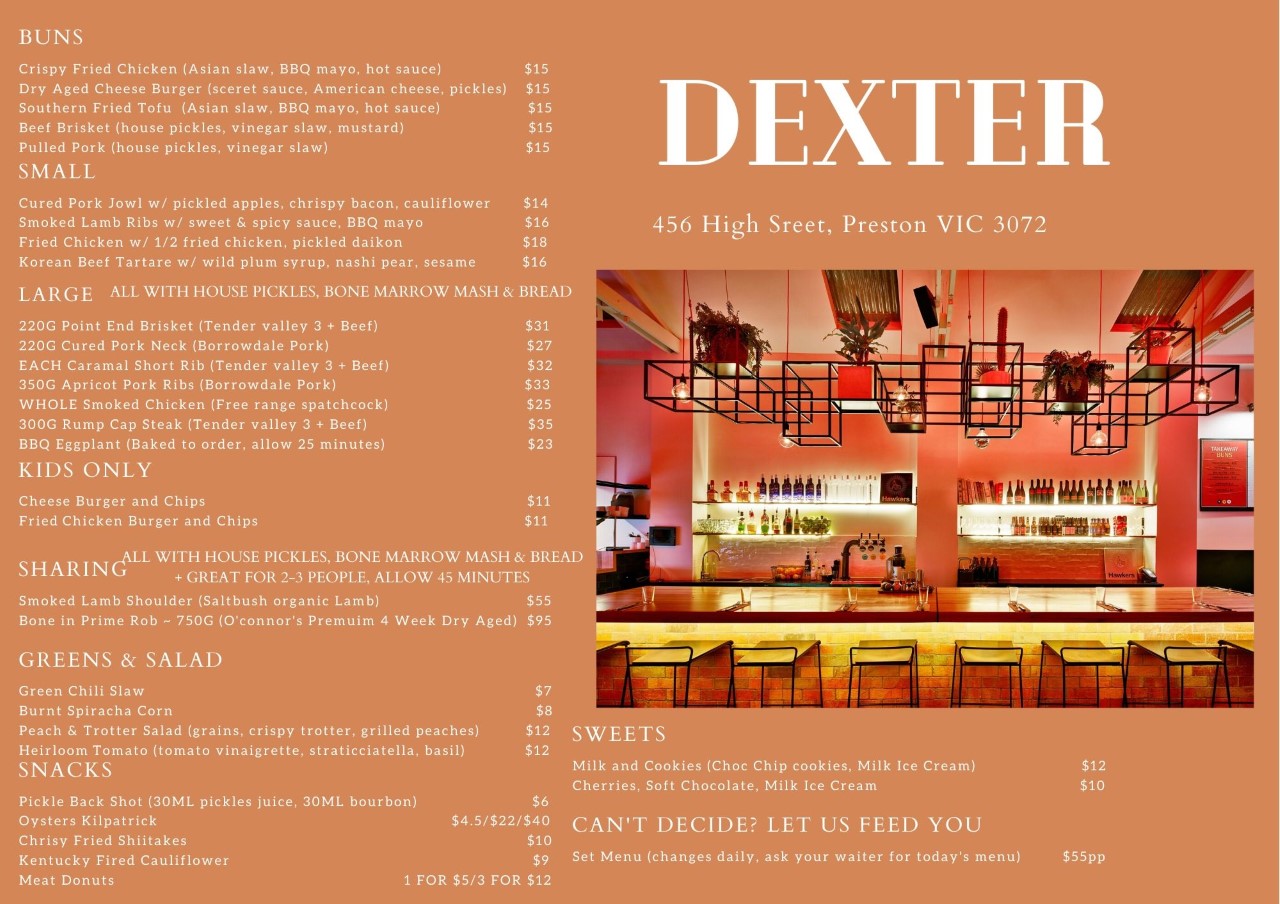 BUNS
Crispy Fried Chicken (Asian slaw, BBQ mayo, hot sauce) $15
Dry Aged Cheese Burger (sceret sauce, American cheese, pickles) $15
Southern Fried Tofu (Asian slaw, BBQ mayo, hot sauce) $15
Beef Brisket (house pickles, vinegar slaw, mustard) $15
Pulled Pork (house pickles, vinegar slaw) $15
SMALL
Cured Pork Jowl w/ pickled apples, chrispy bacon, cauliflower $14
Smoked Lamb Ribs w/ sweet & spicy sauce, BBQ mayo $16
Fried Chicken w/ 1/2 fried chicken, pickled daikon $18
Korean Beef Tartare w/ wild plum syrup, nashi pear, sesame $16
LARGE ALL WITH HOUSE PICKLES, BONE MARROW MASH & BREAD
220G Point End Brisket (Tender valley 3 + Beef) $31
220G Cured Pork Neck (Borrowdale Pork) $27
EACH Caramal Short Rib (Tender valley 3 + Beef) $32
350G Apricot Pork Ribs (Borrowdale Pork) $33
WHOLE Smoked Chicken (Free range spatchcock) $25
300G Rump Cap Steak (Tender valley 3 + Beef) $35
BBQ Eggplant (Baked to order, allow 25 minutes) $23
KIDS ONLY
Cheese Burger and Chips $11
Fried Chicken Burger and Chips $11
SHARING ALL WITH HOUSE PICKLES, BONE MARROW MASH & BREAD
+ GREAT FOR 2-3 PEOPLE, ALLOW 45 MINUTES
Smoked Lamb Shoulder (Saltbush organic Lamb) $55
Bone in Prime Rob ~ 750G (O'connor's Premuim 4 Week Dry Aged) $95
GREENS & SALAD
Green Chili Slaw $7
Burnt Spiracha Corn $8
Peach & Trotter Salad (grains, crispy trotter, grilled peaches) $12
Heirloom Tomato (tomato vinaigrette, straticciatella, basil) $12
SNACKS
Pickle Back Shot (30ML pickles juice, 30ML bourbon) $6
Oysters Kilpatrick $4.5/$22/$40
Chrisy Fried Shiitakes $10
Kentucky Fired Cauliflower $9
Meat Donuts 1 FOR $5/3 FOR $12
DEXTER
456 High Sreet, Preston VIC 3072
TAKEAWAY
BUNS
Hawkers
Hawkers
SWEETS
Milk and Cookies (Choc Chip cookies, Milk Ice Cream) $12
Cherries, Soft Chocolate, Milk Ice Cream $10
CAN'T DECIDE? LET US FEED YOU
Set Menu (changes daily, ask your waiter for today's menu) $55pp